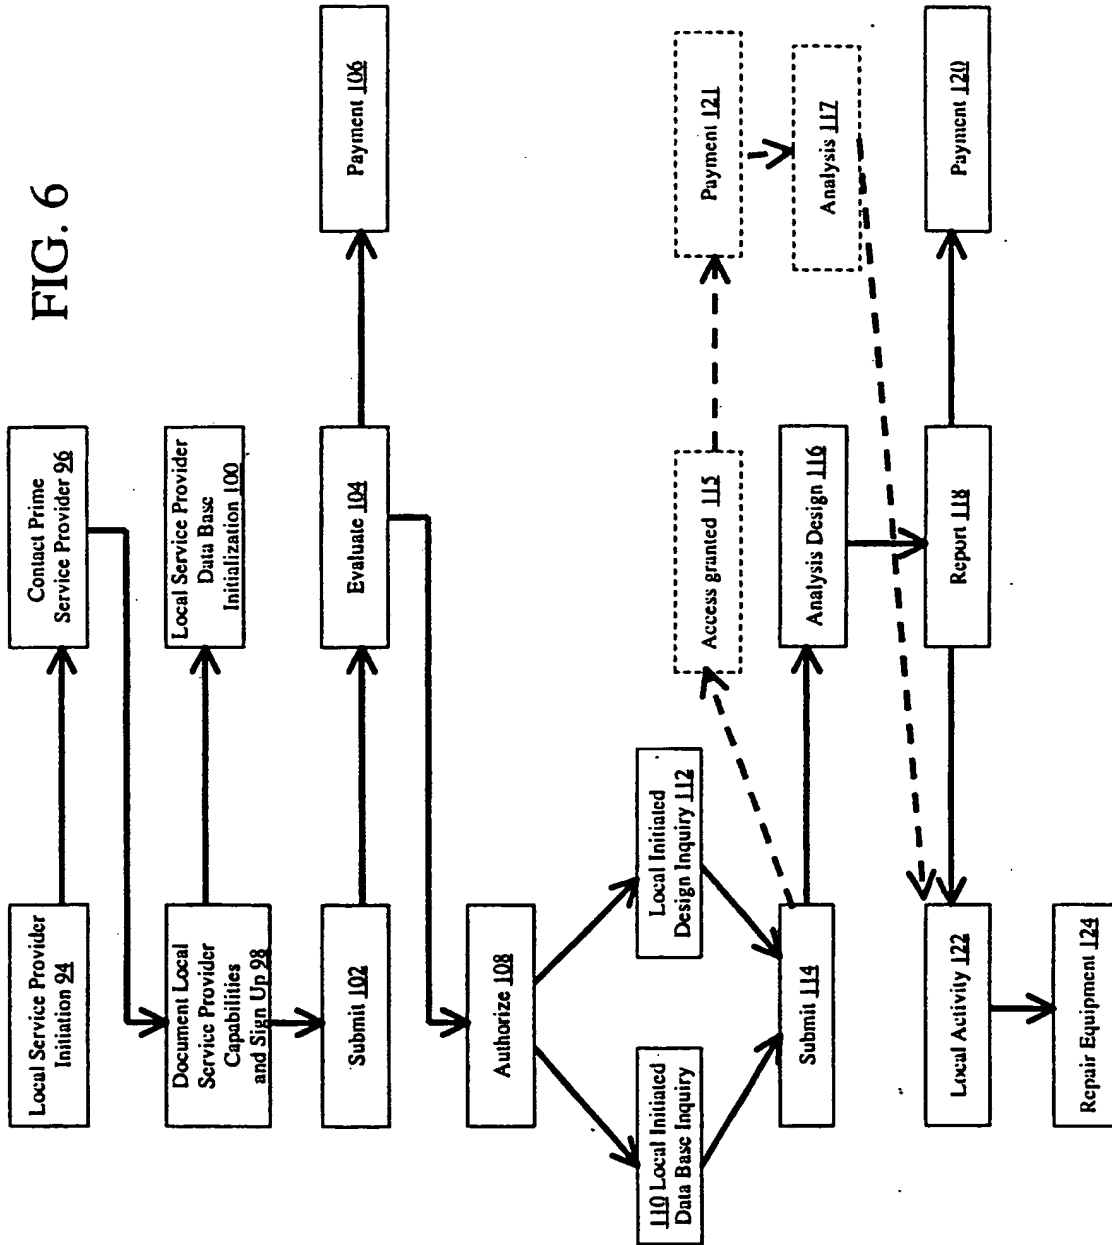 FIG. 6
Local Service Provider
Initiation 94
Contact Prime
Service Provider 96
Document Local
Service Provider
Capabilities
and Sign Up 98
Local Service Provider
Data Base
Initialization 100
Submit 102
Evaluate 104
Payment 106
Authorize 108
110 Local Initiated
Data Base Inquiry
Local Initiated
Design Inquiry 112
Access granted 115
Payment 121
Submit 114
Analysis Design 116
Analysis 117
Local Activity 122
Report 118
Payment 120
Repair Equipment 124